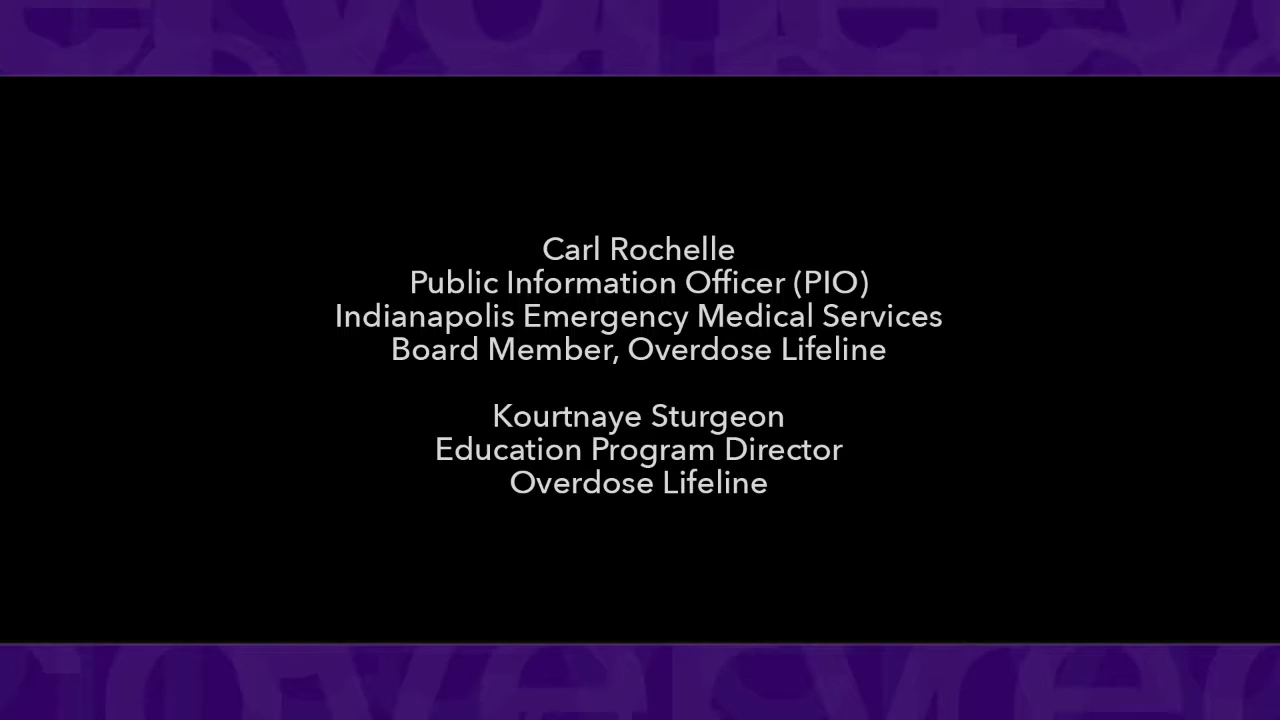 Carl Rochelle
Public Information Officer (PIO)
Indianapolis Emergency Medical Services
Board Member, Overdose Lifeline
Kourtnaye Sturgeon
Education Program Director
Overdose Lifeline